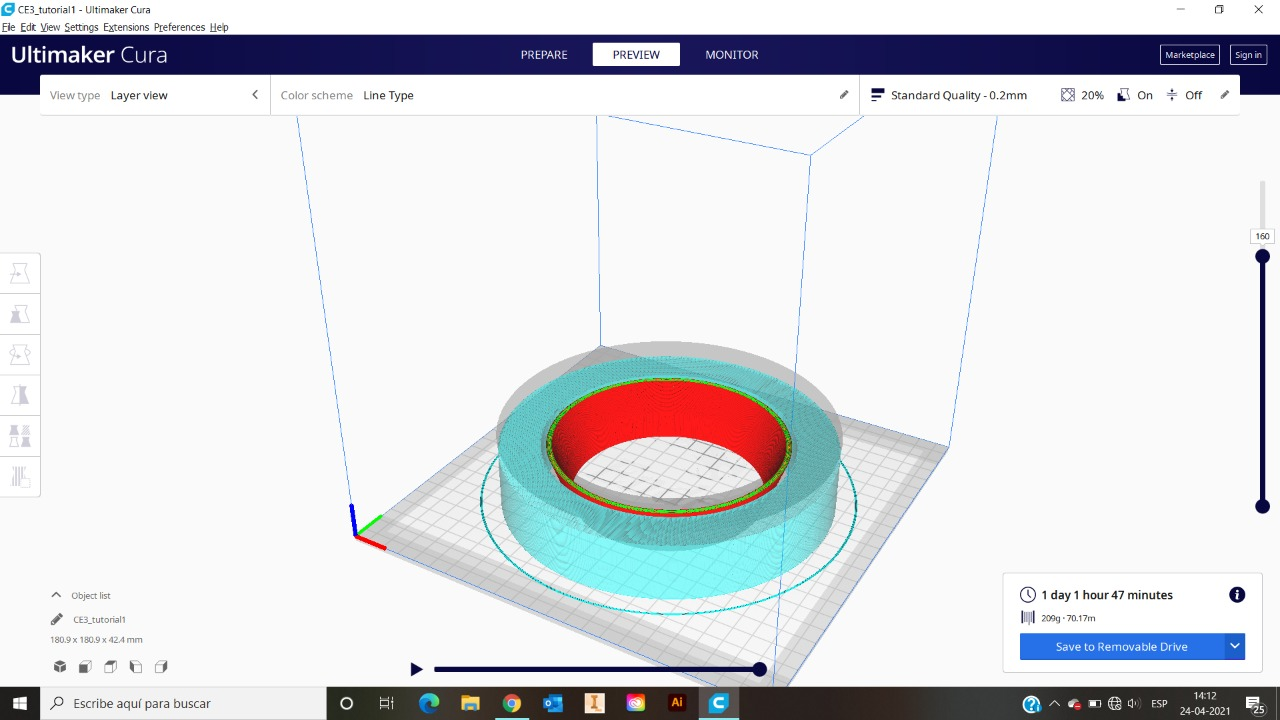 CE3_tutorial1 - Ultimaker Cura
File Edit View Settings Extensions Preferences Help
Ultimaker Cura
PREPARE
PREVIEW
MONITOR
Marketplace
Sign in
View type Layer view
Color scheme Line Type
Standard Quality - 0.2mm
20%
On
Off
160
Object list
CE3_tutorial1
180.9 x 180.9 x 42.4 mm
1 day 1 hour 47 minutes
209g · 70.17m
Save to Removable Drive
Escribe aquí para buscar
Ai
ESP
14:12
24-04-2021
25